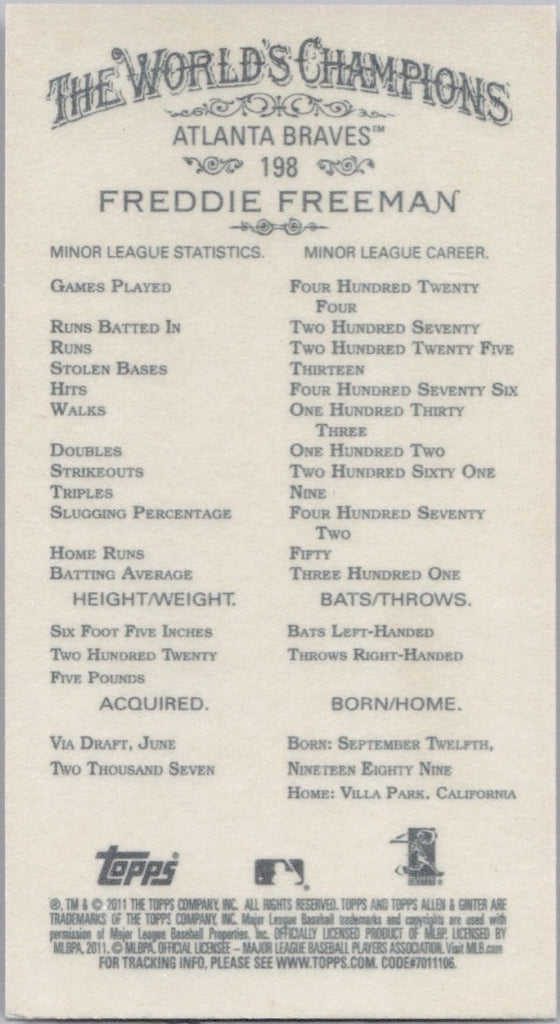 THE WORLD'S CHAMPIONS
ATLANTA BRAVES™
198
FREDDIE FREEMAN
MINOR LEAGUE STATISTICS. MINOR LEAGUE CAREER.
GAMES PLAYED FOUR HUNDRED TWENTY
FOUR
RUNS BATTED IN TWO HUNDRED SEVENTY
RUNS TWO HUNDRED TWENTY FIVE
STOLEN BASES THIRTEEN
HITS FOUR HUNDRED SEVENTY SIX
WALKS ONE HUNDRED THIRTY
THREE
DOUBLES ONE HUNDRED TWO
STRIKEOUTS TWO HUNDRED SIXTY ONE
TRIPLES NINE
SLUGGING PERCENTAGE FOUR HUNDRED SEVENTY
TWO
HOME RUNS FIFTY
BATTING AVERAGE THREE HUNDRED ONE
HEIGHT/WEIGHT. BATS/THROWS.
SIX FOOT FIVE INCHES BATS LEFT-HANDED
TWO HUNDRED TWENTY THROWS RIGHT-HANDED
FIVE POUNDS
ACQUIRED. BORN/HOME.
VIA DRAFT, JUNE BORN: SEPTEMBER TWELFTH,
TWO THOUSAND SEVEN NINETEEN EIGHTY NINE
HOME: VILLA PARK, CALIFORNIA
topps
®, TM & © 2011 THE TOPPS COMPANY, INC. ALL RIGHTS RESERVED. TOPPS AND TOPPS ALLEN & GINTER ARE
TRADEMARKS OF THE TOPPS COMPANY, INC. Major League Baseball trademarks and copyrights are used with
permission of Major League Baseball Properties, Inc. OFFICIALLY LICENSED PRODUCT OF MLBP. LICENSED BY
MLBPA, 2011. © MLBPA, OFFICIAL LICENSEE – MAJOR LEAGUE BASEBALL PLAYERS ASSOCIATION. Visit MLB.com
FOR TRACKING INFO, PLEASE SEE WWW.TOPPS.COM. CODE#7011106.